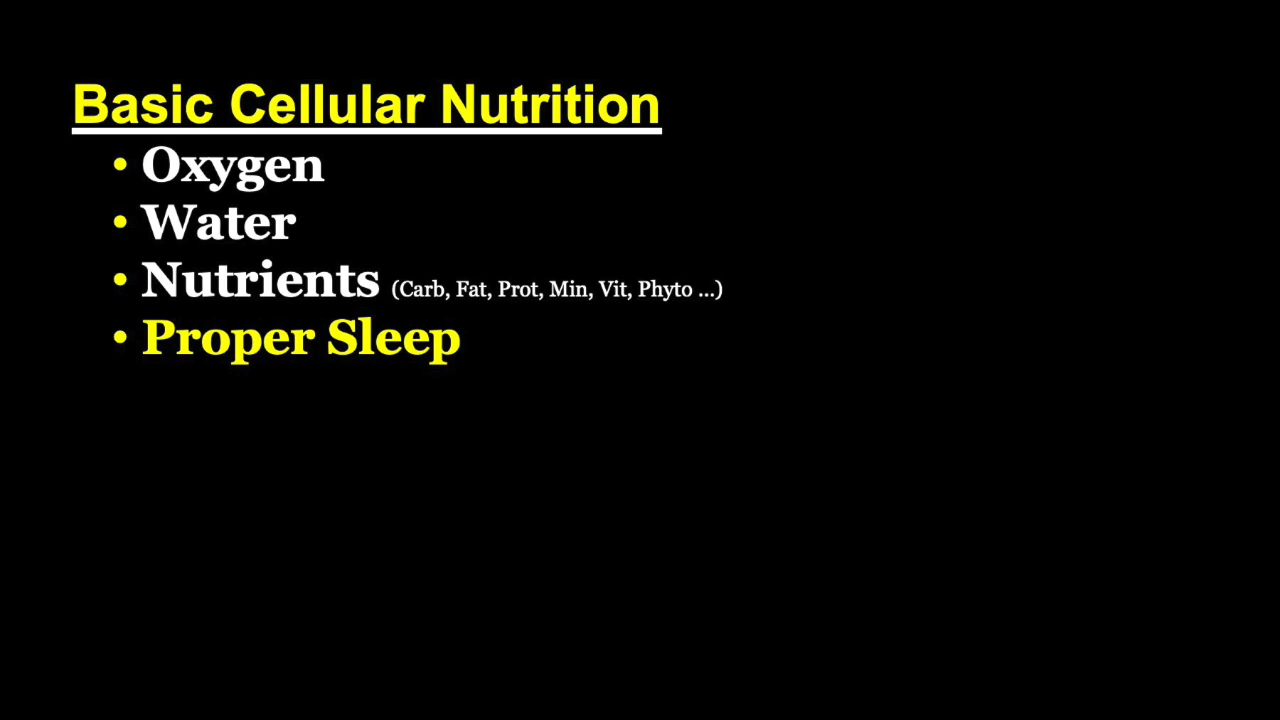 Basic Cellular Nutrition
• Oxygen
• Water
• Nutrients (Carb, Fat, Prot, Min, Vit, Phyto ...)
• Proper Sleep